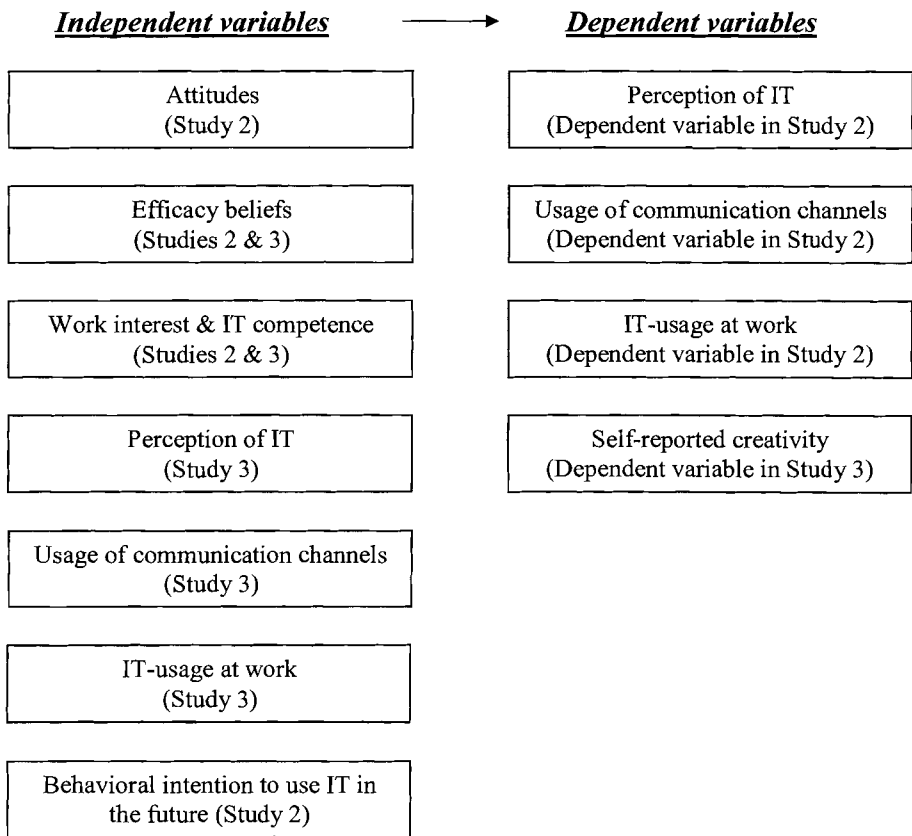 Independent variables
Dependent variables
Attitudes
(Study 2)
Efficacy beliefs
(Studies 2 & 3)
Work interest & IT competence
(Studies 2 & 3)
Perception of IT
(Study 3)
Usage of communication channels
(Study 3)
IT-usage at work
(Study 3)
Behavioral intention to use IT in
the future (Study 2)
Perception of IT
(Dependent variable in Study 2)
Usage of communication channels
(Dependent variable in Study 2)
IT-usage at work
(Dependent variable in Study 2)
Self-reported creativity
(Dependent variable in Study 3)